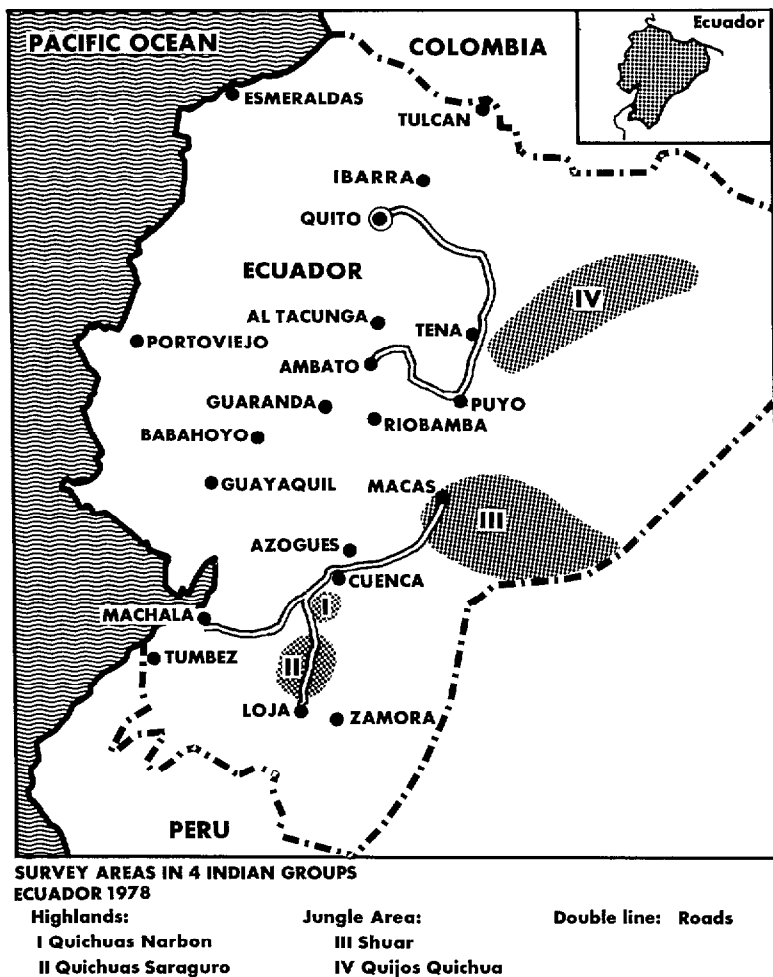 PACIFIC OCEAN
COLOMBIA
Ecuador
ESMERALDAS
TULCAN
IBARRA
QUITO
ECUADOR
IV
AL TACUNGA
TENA
PORTOVIEJO
AMBATO
PUYO
GUARANDA
RIOBAMBA
BABAHOYO
GUAYAQUIL
MACAS
III
AZOGUES
CUENCA
I
MACHALA
TUMBEZ
II
LOJA
ZAMORA
PERU
SURVEY AREAS IN 4 INDIAN GROUPS
ECUADOR 1978
Highlands: Jungle Area: Double line: Roads
I Quichuas Narbon III Shuar
II Quichuas Saraguro IV Quijos Quichua